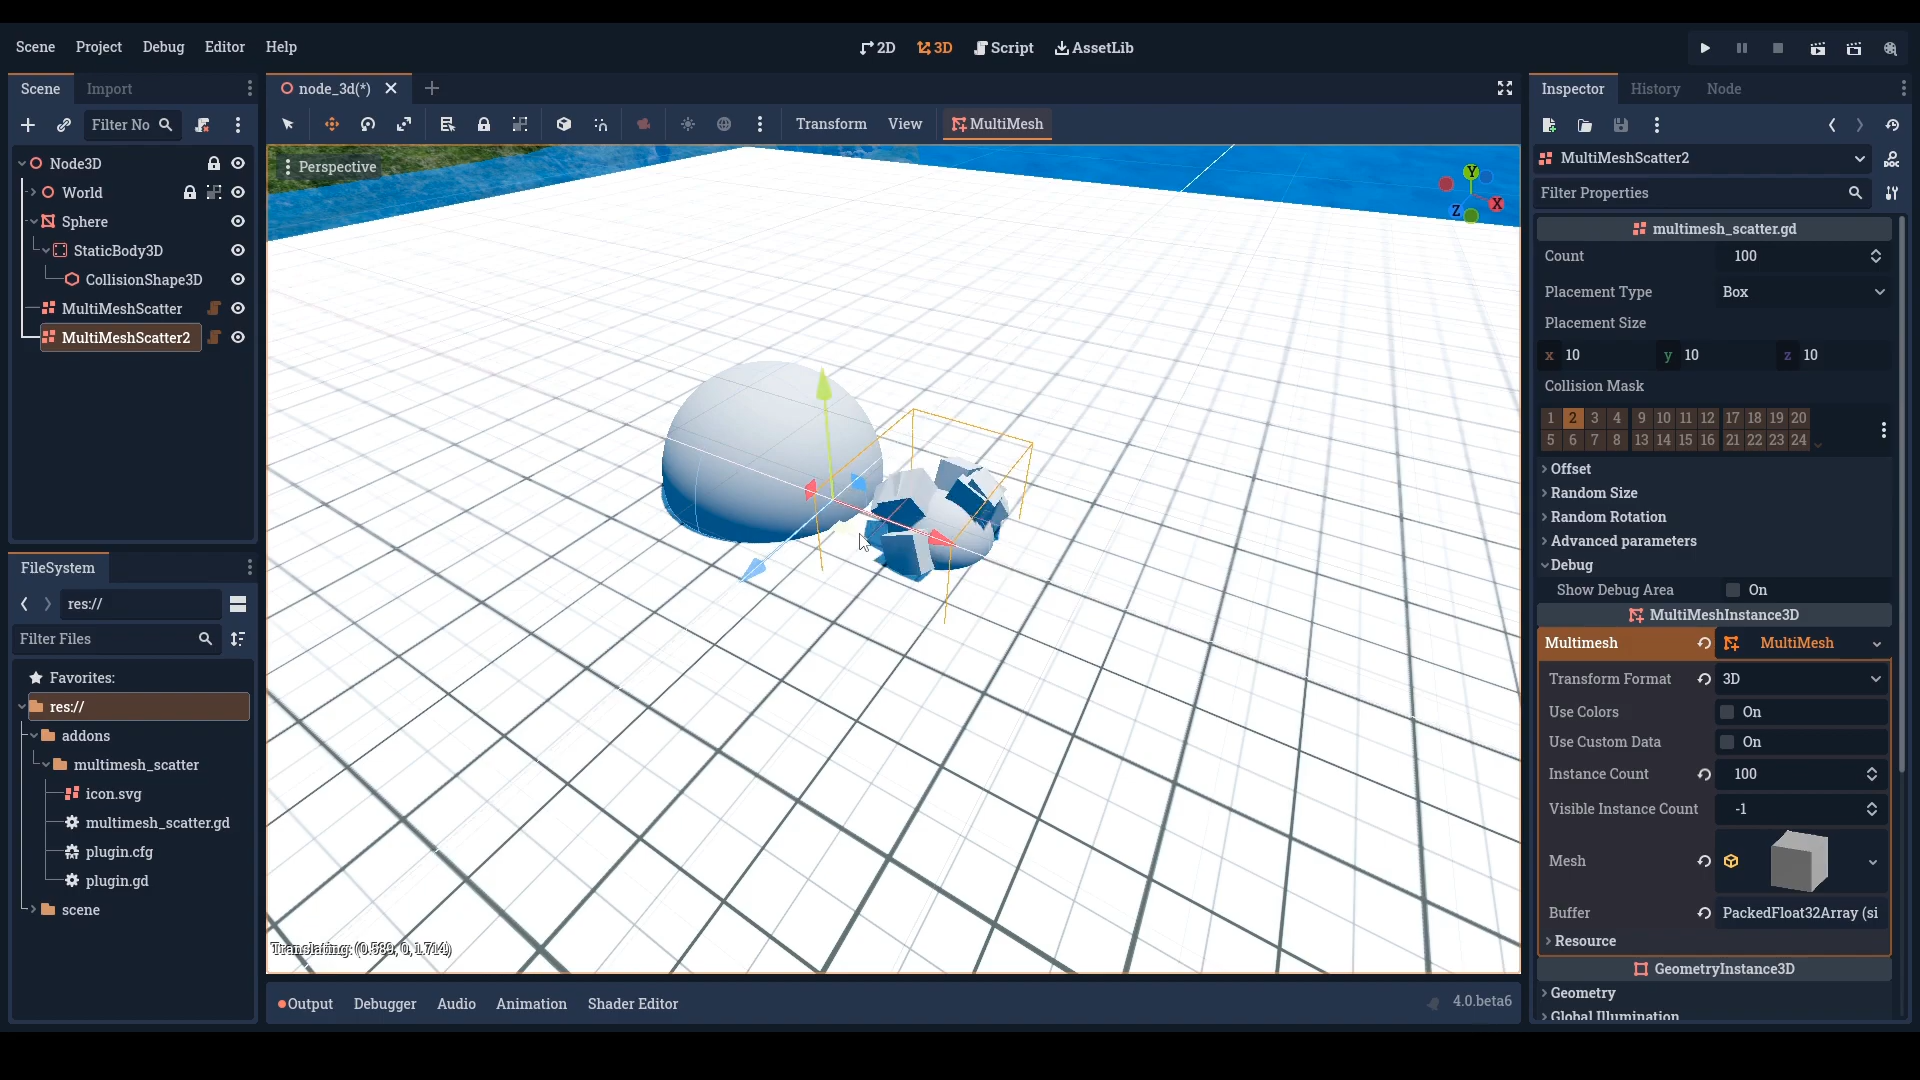 Scene Project Debug Editor Help
2D 3D Script AssetLib
Scene Import
Filter No
Node3D
World
Sphere
StaticBody3D
CollisionShape3D
MultiMeshScatter
MultiMeshScatter2
FileSystem
res://
Filter Files
Favorites:
res://
addons
multimesh_scatter
icon.svg
multimesh_scatter.gd
plugin.cfg
plugin.gd
scene
node_3d(*)
Transform View MultiMesh
Perspective
Y
Z X
Translating: (0.589, 0, 1.714)
Output Debugger Audio Animation Shader Editor 4.0.beta6
Inspector History Node
MultiMeshScatter2
Filter Properties
multimesh_scatter.gd
Count 100
Placement Type Box
Placement Size
x 10 y 10 z 10
Collision Mask
1 2 3 4 9 10 11 12 17 18 19 20
5 6 7 8 13 14 15 16 21 22 23 24
Offset
Random Size
Random Rotation
Advanced parameters
Debug
Show Debug Area On
MultiMeshInstance3D
Multimesh MultiMesh
Transform Format 3D
Use Colors On
Use Custom Data On
Instance Count 100
Visible Instance Count -1
Mesh
Buffer PackedFloat32Array (si
Resource
GeometryInstance3D
Geometry
Global Illumination